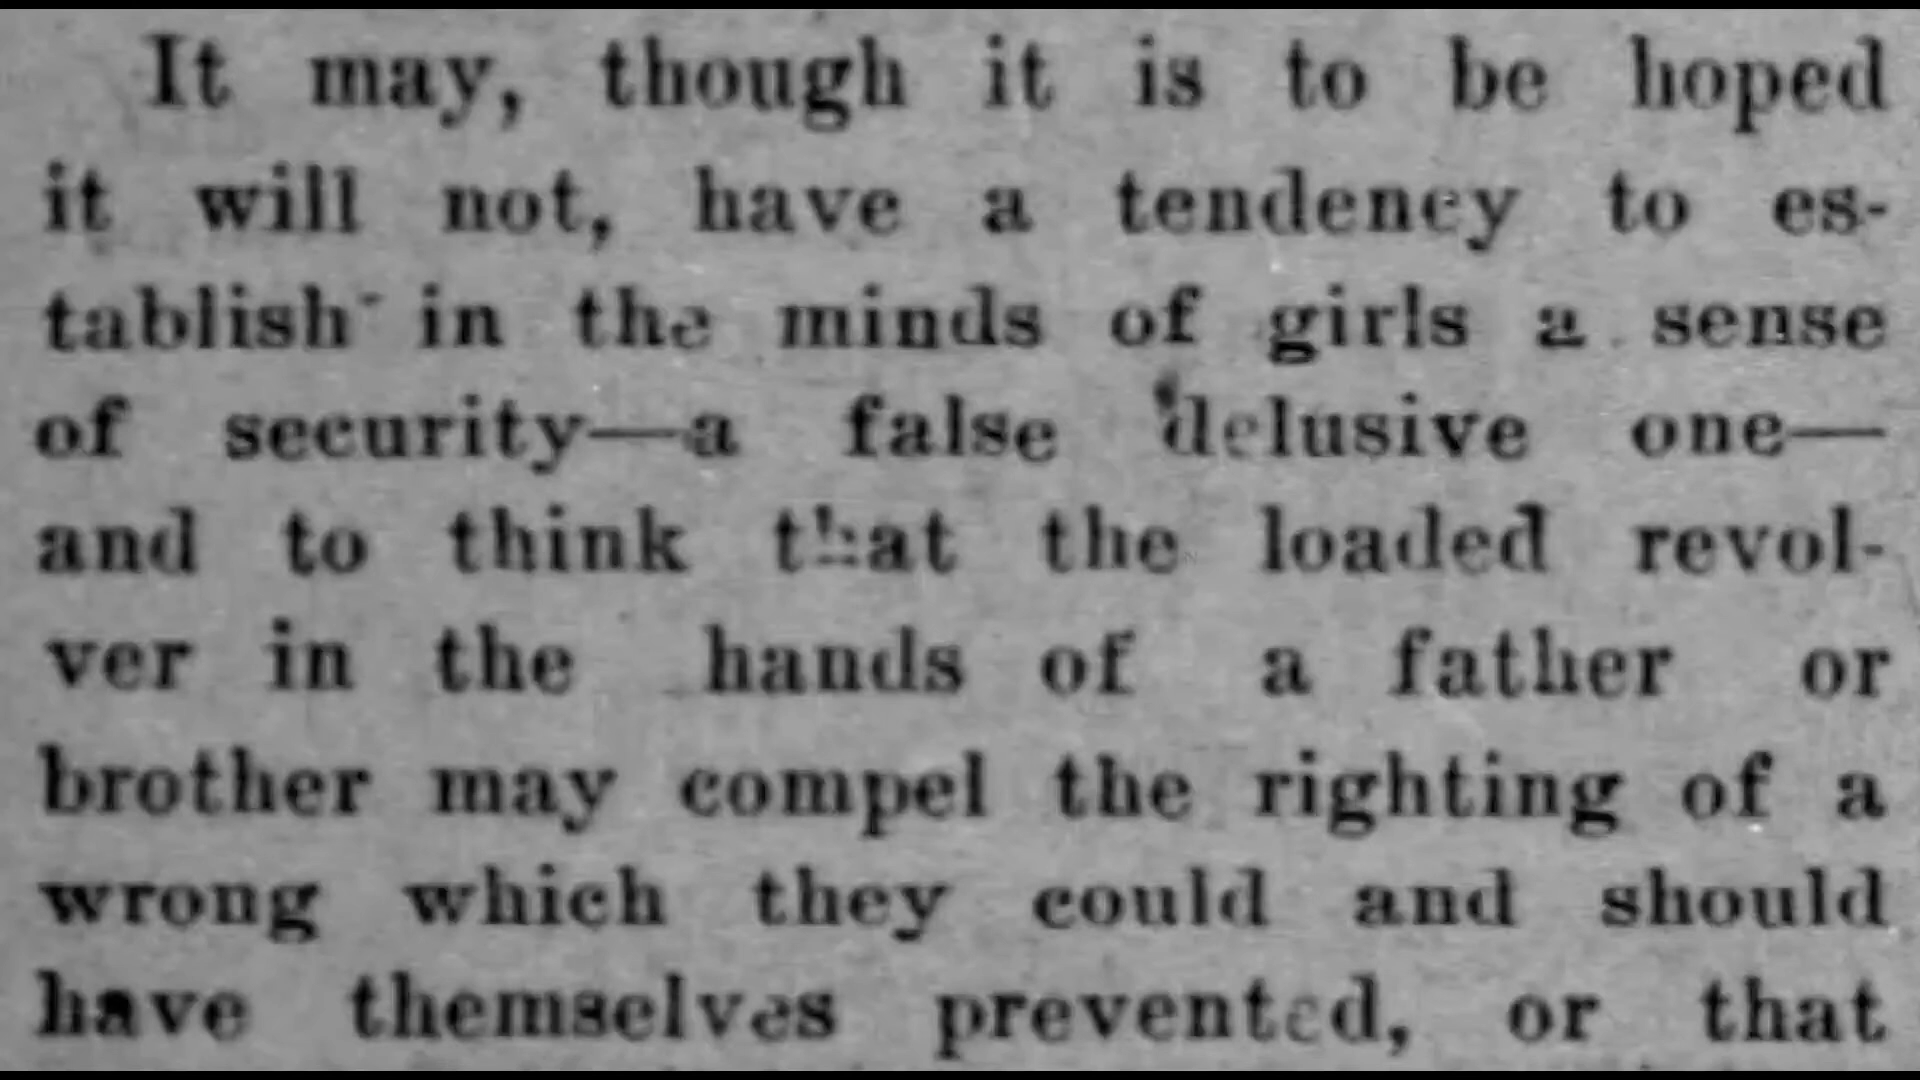 It may, though it is to be hoped
it will not, have a tendency to es-
tablish in the minds of girls a sense
of security—a false delusive one—
and to think that the loaded revol-
ver in the hands of a father or
brother may compel the righting of a
wrong which they could and should
have themselves prevented, or that